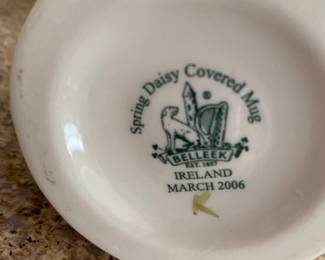 Spring Daisy Covered Mug
®
BELLEEK
EST. 1857
IRELAND
MARCH 2006